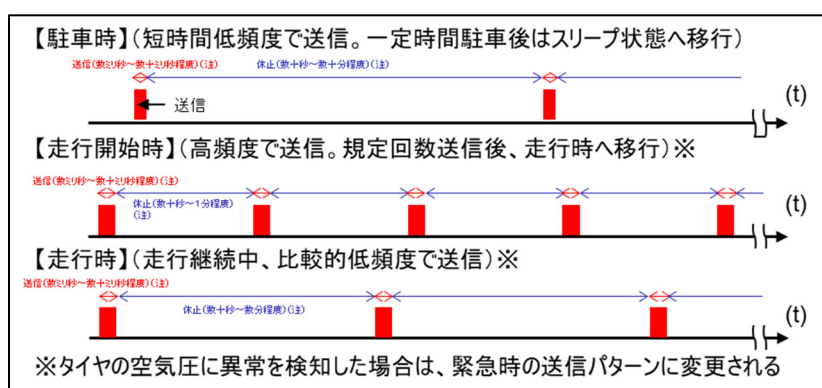 【駐車時】(短時間低頻度で送信。一定時間駐車後はスリープ状態へ移行)
送信(数ミリ秒～数十ミリ秒程度)(注)
休止(数十秒～数十分程度)(注)
送信
(t)
【走行開始時】(高頻度で送信。規定回数送信後、走行時へ移行)※
送信(数ミリ秒～数十ミリ秒程度)(注)
休止(数十秒～1分程度)
(注)
(t)
【走行時】(走行継続中、比較的低頻度で送信)※
送信(数ミリ秒～数十ミリ秒程度)(注)
休止(数十秒～数分程度)(注)
(t)
※タイヤの空気圧に異常を検知した場合は、緊急時の送信パターンに変更される